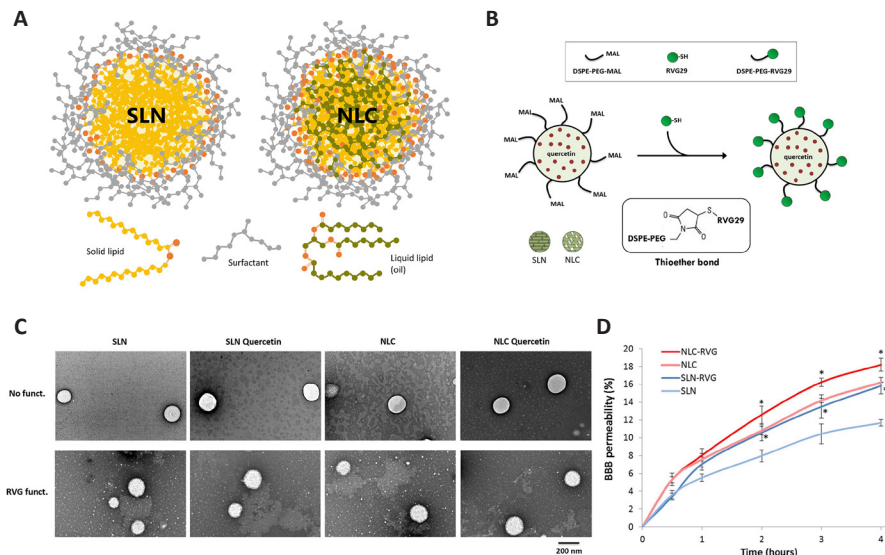 A
SLN
NLC
Solid lipid
Surfactant
Liquid lipid
(oil)
B
MAL
SH
DSPE-PEG-MAL
RVG29
DSPE-PEG-RVG29
MAL
MAL
MAL
MAL
MAL
MAL
MAL
MAL
quercetin
SH
quercetin
SLN
NLC
O
S
RVG29
N
DSPE-PEG
O
Thioether bond
C
SLN
SLN Quercetin
NLC
NLC Quercetin
No funct.
RVG funct.
200 nm
D
BBB permeability (%)
20
18
16
14
12
10
8
6
4
2
0
NLC-RVG
NLC
SLN-RVG
SLN
* * * * * *
0 1 2 3 4
Time (hours)